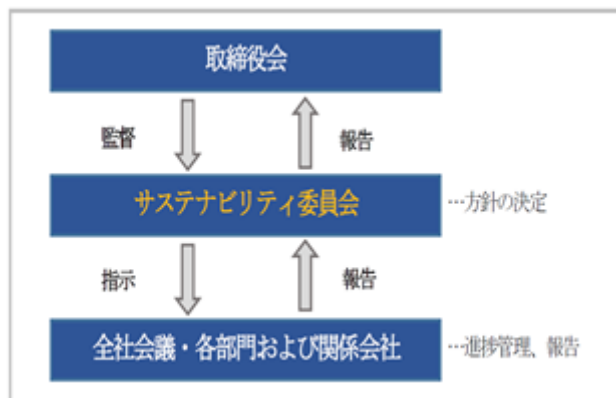 取締役会
監督
報告
サステナビリティ委員会
…方針の決定
指示
報告
全社会議・各部門および関係会社
…進捗管理、報告